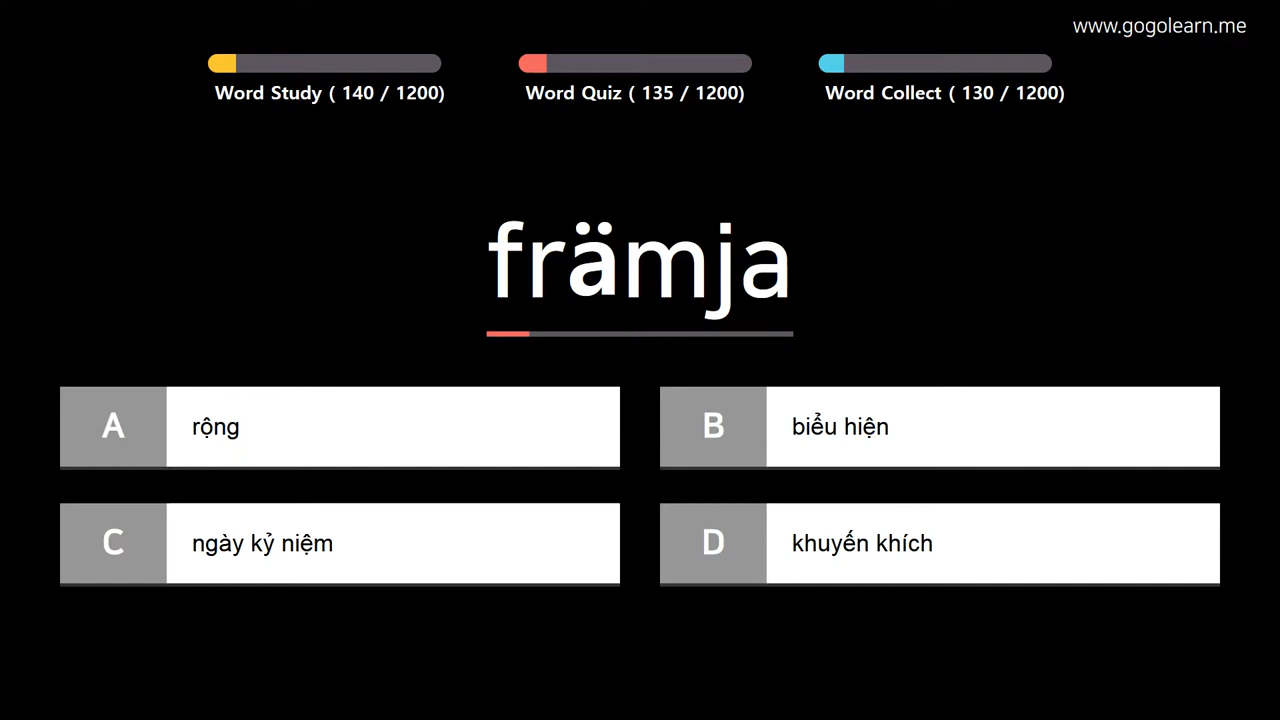 www.gogolearn.me
Word Study ( 140 / 1200)
Word Quiz ( 135 / 1200)
Word Collect ( 130 / 1200)
främja
A
rộng
B
biểu hiện
C
ngày kỷ niệm
D
khuyến khích